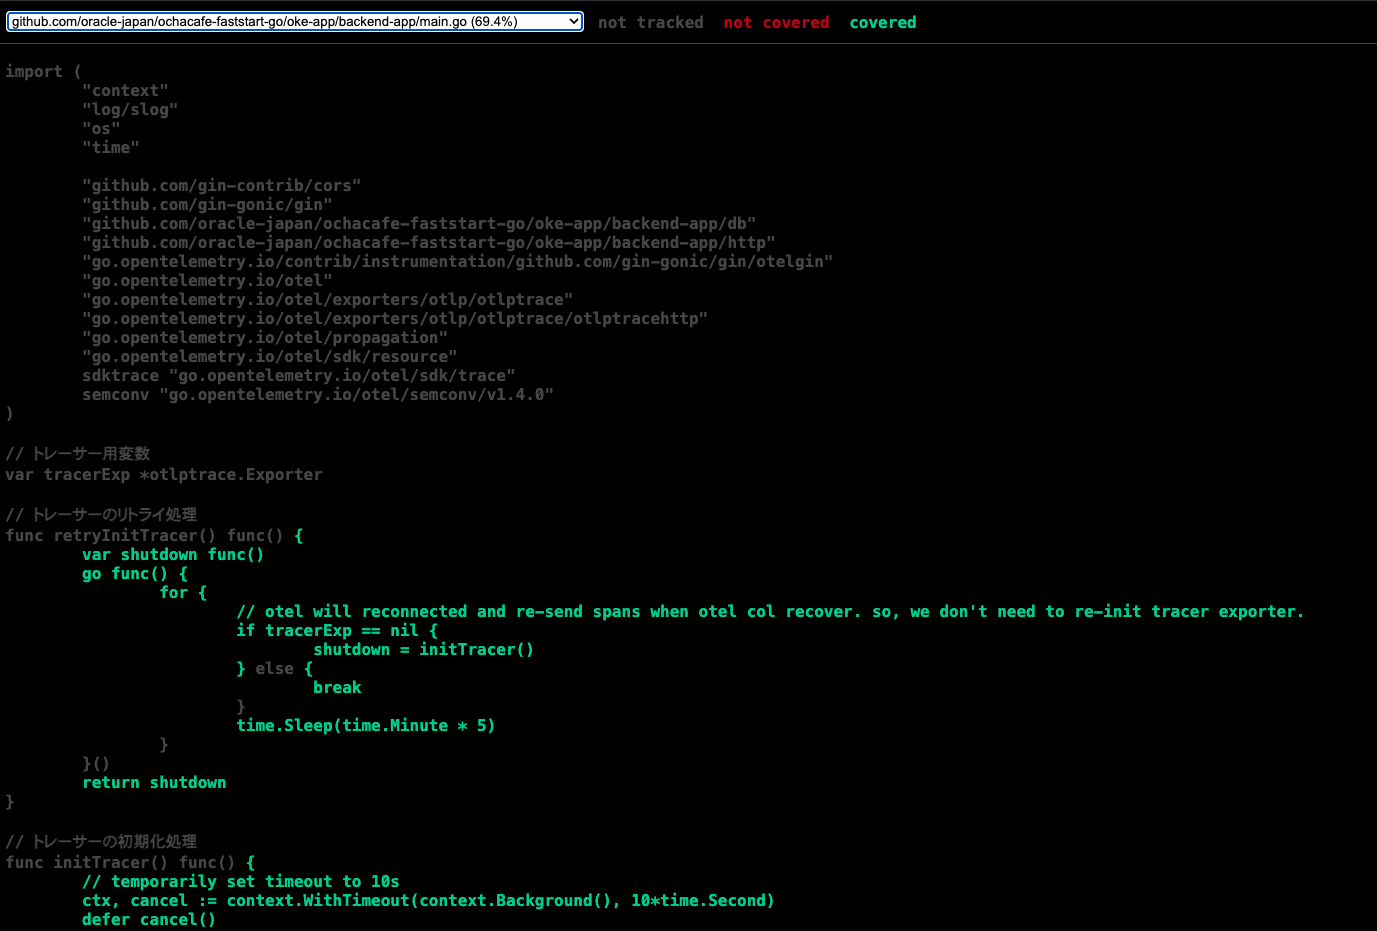 github.com/oracle-japan/ochacafe-faststart-go/oke-app/backend-app/main.go (69.4%) not tracked not covered covered
import (
"context"
"log/slog"
"os"
"time"
"github.com/gin-contrib/cors"
"github.com/gin-gonic/gin"
"github.com/oracle-japan/ochacafe-faststart-go/oke-app/backend-app/db"
"github.com/oracle-japan/ochacafe-faststart-go/oke-app/backend-app/http"
"go.opentelemetry.io/contrib/instrumentation/github.com/gin-gonic/gin/otelgin"
"go.opentelemetry.io/otel"
"go.opentelemetry.io/otel/exporters/otlp/otlptrace"
"go.opentelemetry.io/otel/exporters/otlp/otlptrace/otlptracehttp"
"go.opentelemetry.io/otel/propagation"
"go.opentelemetry.io/otel/sdk/resource"
sdktrace "go.opentelemetry.io/otel/sdk/trace"
semconv "go.opentelemetry.io/otel/semconv/v1.4.0"
)
// トレーサー用変数
var tracerExp *otlptrace.Exporter
// トレーサーのリトライ処理
func retryInitTracer() func() {
var shutdown func()
go func() {
for {
// otel will reconnected and re-send spans when otel col recover. so, we don't need to re-init tracer exporter.
if tracerExp == nil {
shutdown = initTracer()
} else {
break
}
time.Sleep(time.Minute * 5)
}
}()
return shutdown
}
// トレーサーの初期化処理
func initTracer() func() {
// temporarily set timeout to 10s
ctx, cancel := context.WithTimeout(context.Background(), 10*time.Second)
defer cancel()